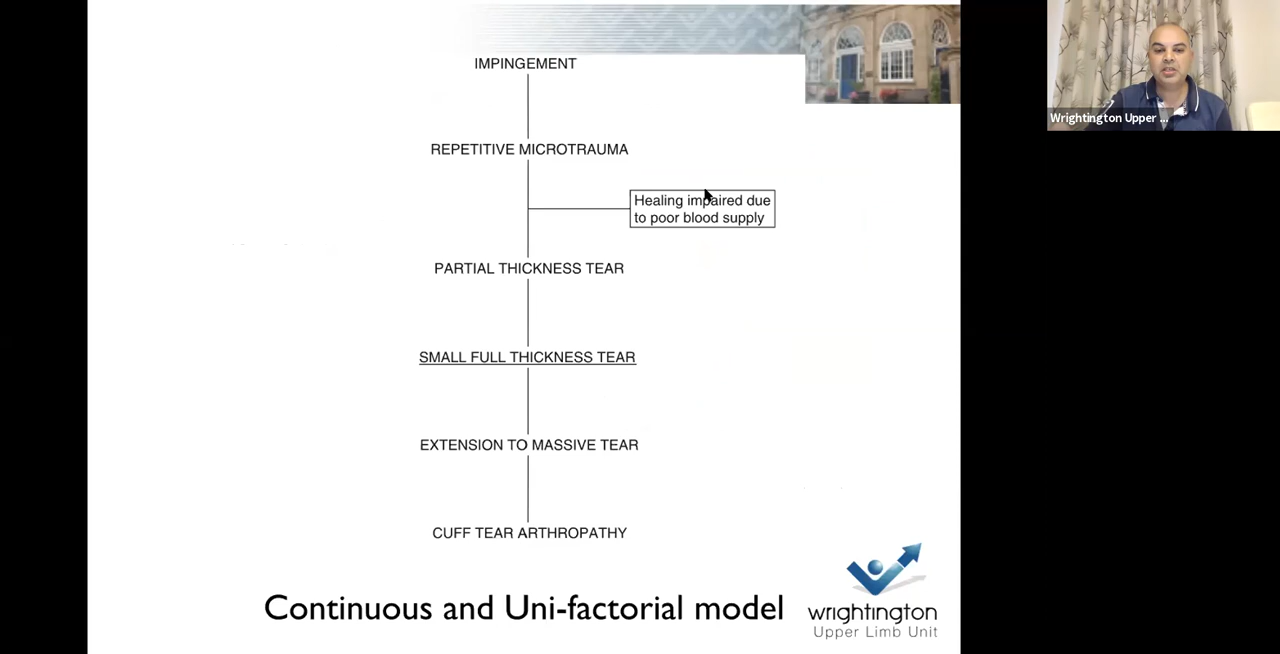 IMPINGEMENT
Wrightington Upper ...
REPETITIVE MICROTRAUMA
Healing impaired due
to poor blood supply
PARTIAL THICKNESS TEAR
SMALL FULL THICKNESS TEAR
EXTENSION TO MASSIVE TEAR
CUFF TEAR ARTHROPATHY
Continuous and Uni-factorial model
wrightington
Upper Limb Unit